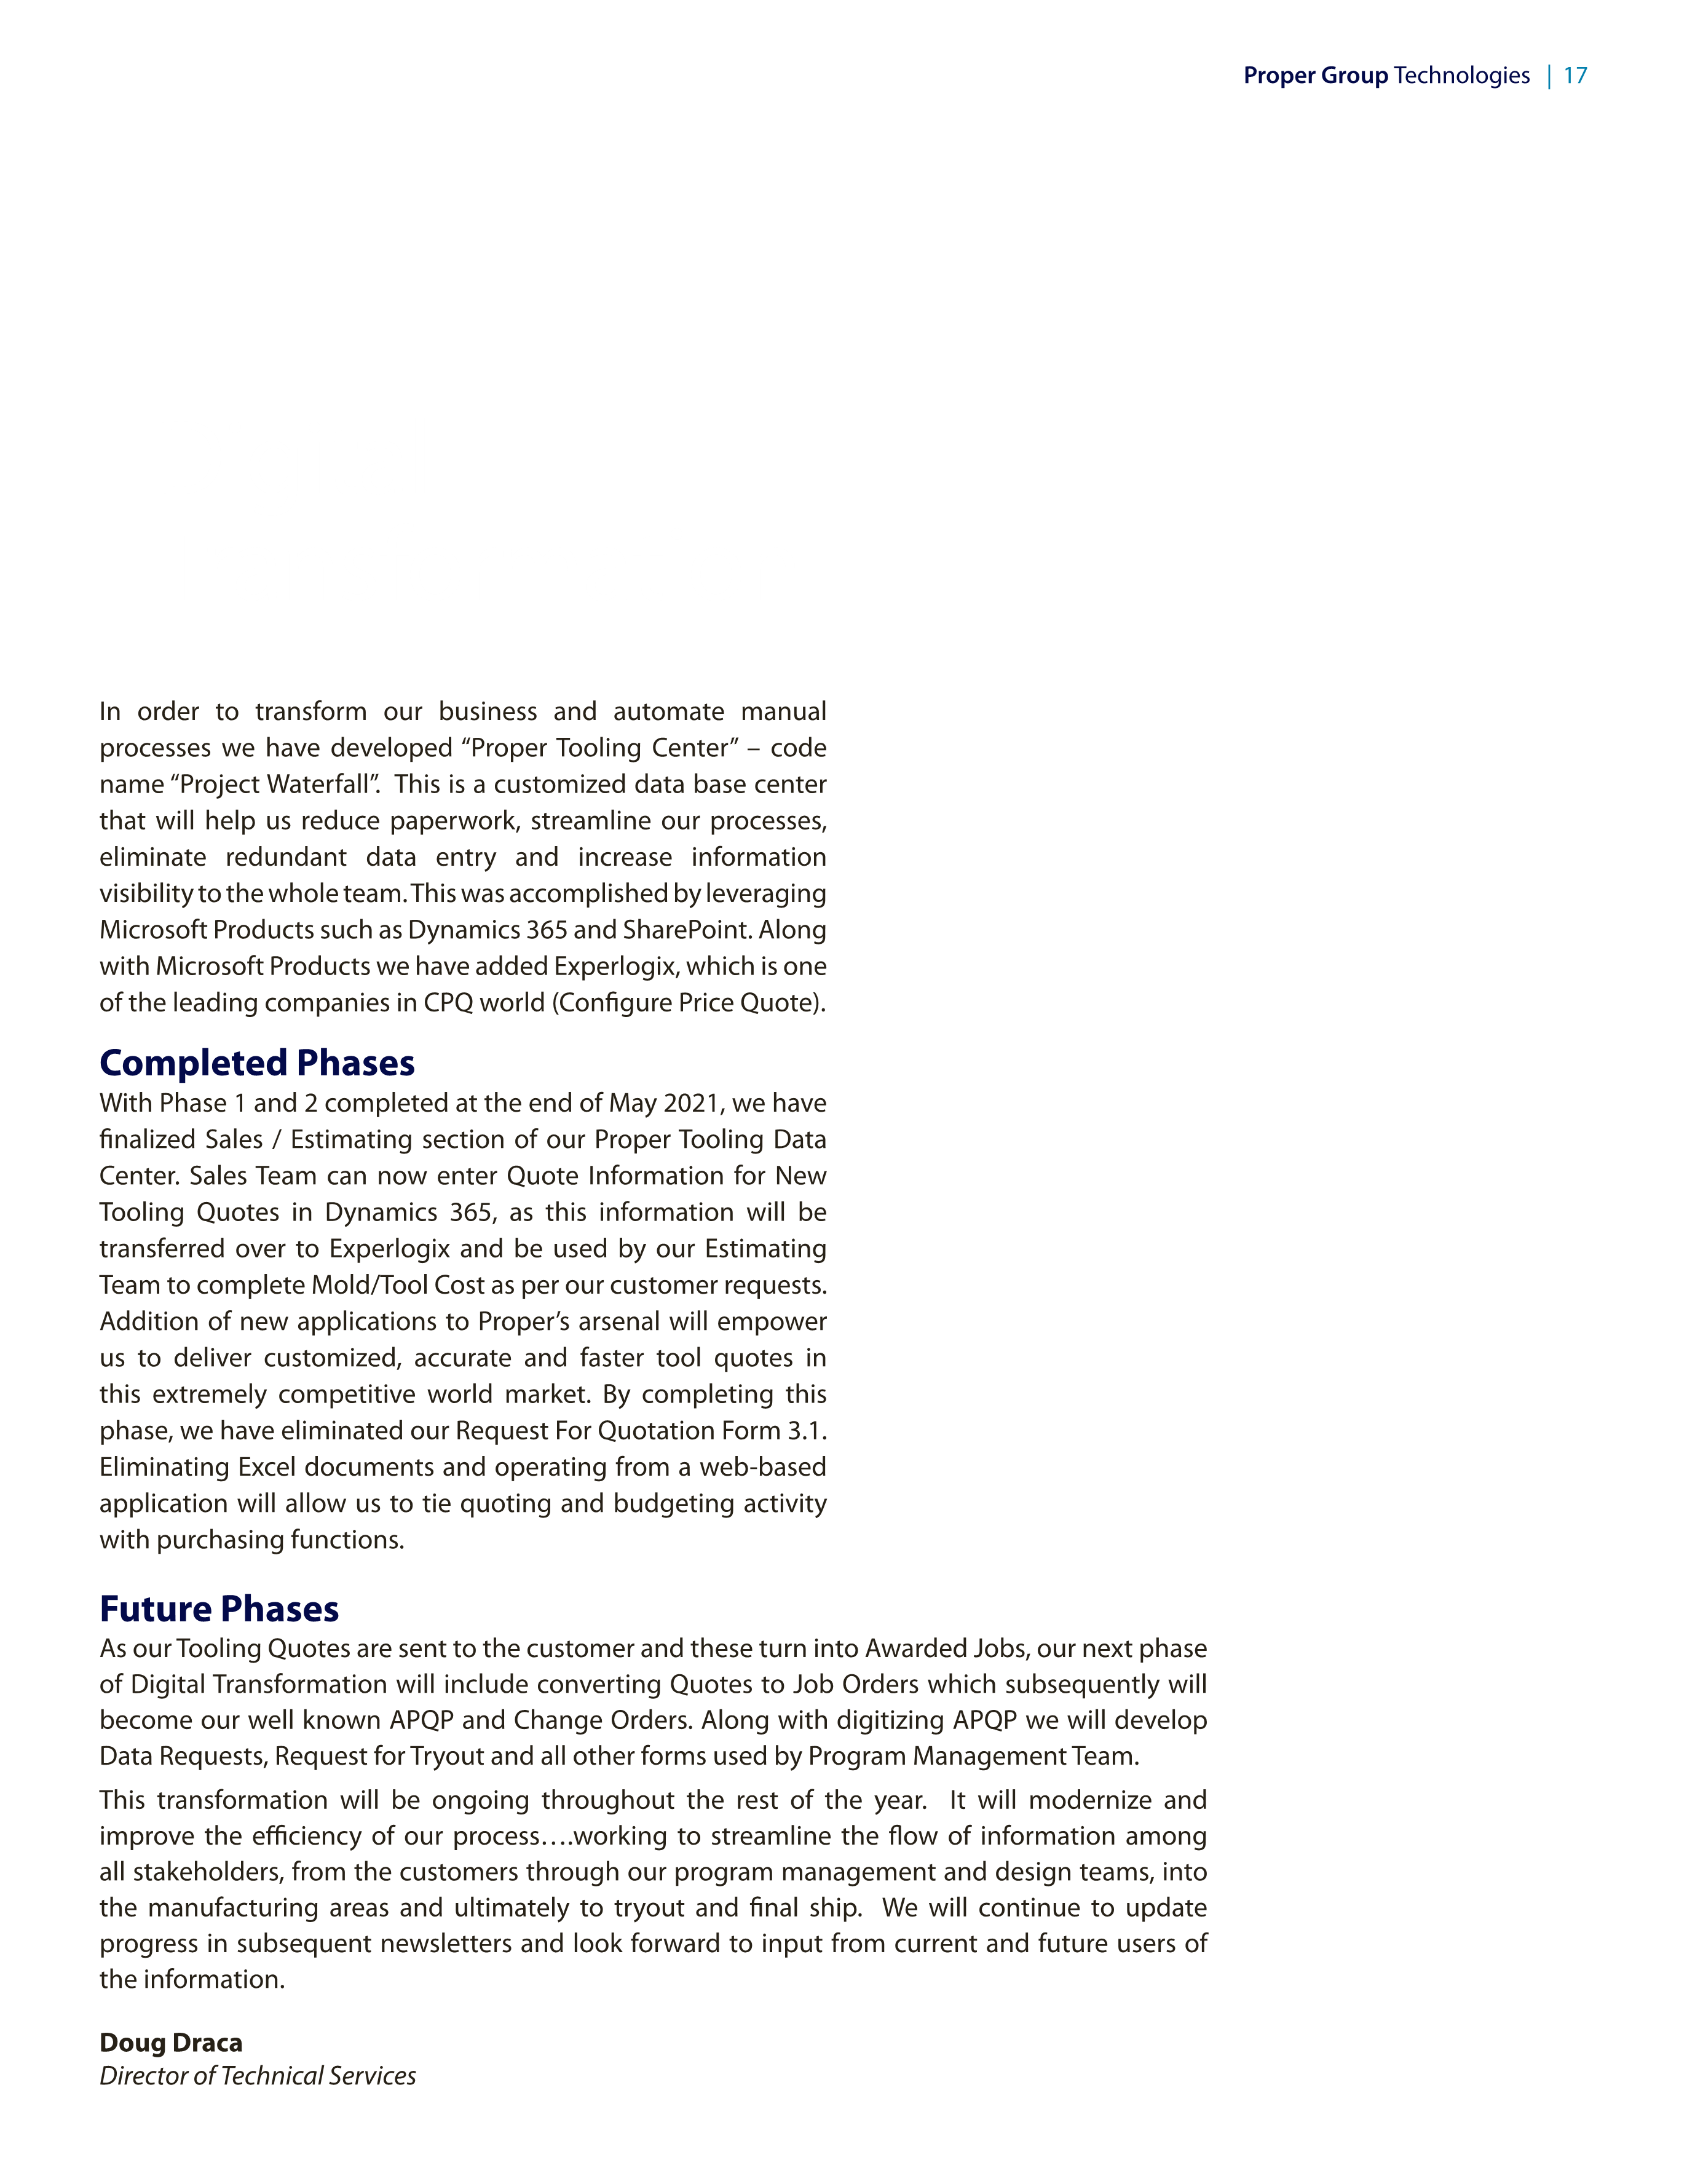 Proper Group Technologies | 17
In order to transform our business and automate manual
processes we have developed “Proper Tooling Center” – code
name “Project Waterfall”.  This is a customized data base center
that will help us reduce paperwork, streamline our processes,
eliminate redundant data entry and increase information
visibility to the whole team. This was accomplished by leveraging
Microsoft Products such as Dynamics 365 and SharePoint. Along
with Microsoft Products we have added Experlogix, which is one
of the leading companies in CPQ world (Configure Price Quote).
Completed Phases
With Phase 1 and 2 completed at the end of May 2021, we have
finalized Sales / Estimating section of our Proper Tooling Data
Center. Sales Team can now enter Quote Information for New
Tooling Quotes in Dynamics 365, as this information will be
transferred over to Experlogix and be used by our Estimating
Team to complete Mold/Tool Cost as per our customer requests.
Addition of new applications to Proper’s arsenal will empower
us to deliver customized, accurate and faster tool quotes in
this extremely competitive world market. By completing this
phase, we have eliminated our Request For Quotation Form 3.1.
Eliminating Excel documents and operating from a web-based
application will allow us to tie quoting and budgeting activity
with purchasing functions.
Future Phases
As our Tooling Quotes are sent to the customer and these turn into Awarded Jobs, our next phase
of Digital Transformation will include converting Quotes to Job Orders which subsequently will
become our well known APQP and Change Orders. Along with digitizing APQP we will develop
Data Requests, Request for Tryout and all other forms used by Program Management Team.
This transformation will be ongoing throughout the rest of the year.  It will modernize and
improve the efficiency of our process….working to streamline the flow of information among
all stakeholders, from the customers through our program management and design teams, into
the manufacturing areas and ultimately to tryout and final ship.  We will continue to update
progress in subsequent newsletters and look forward to input from current and future users of
the information.
Doug Draca
Director of Technical Services